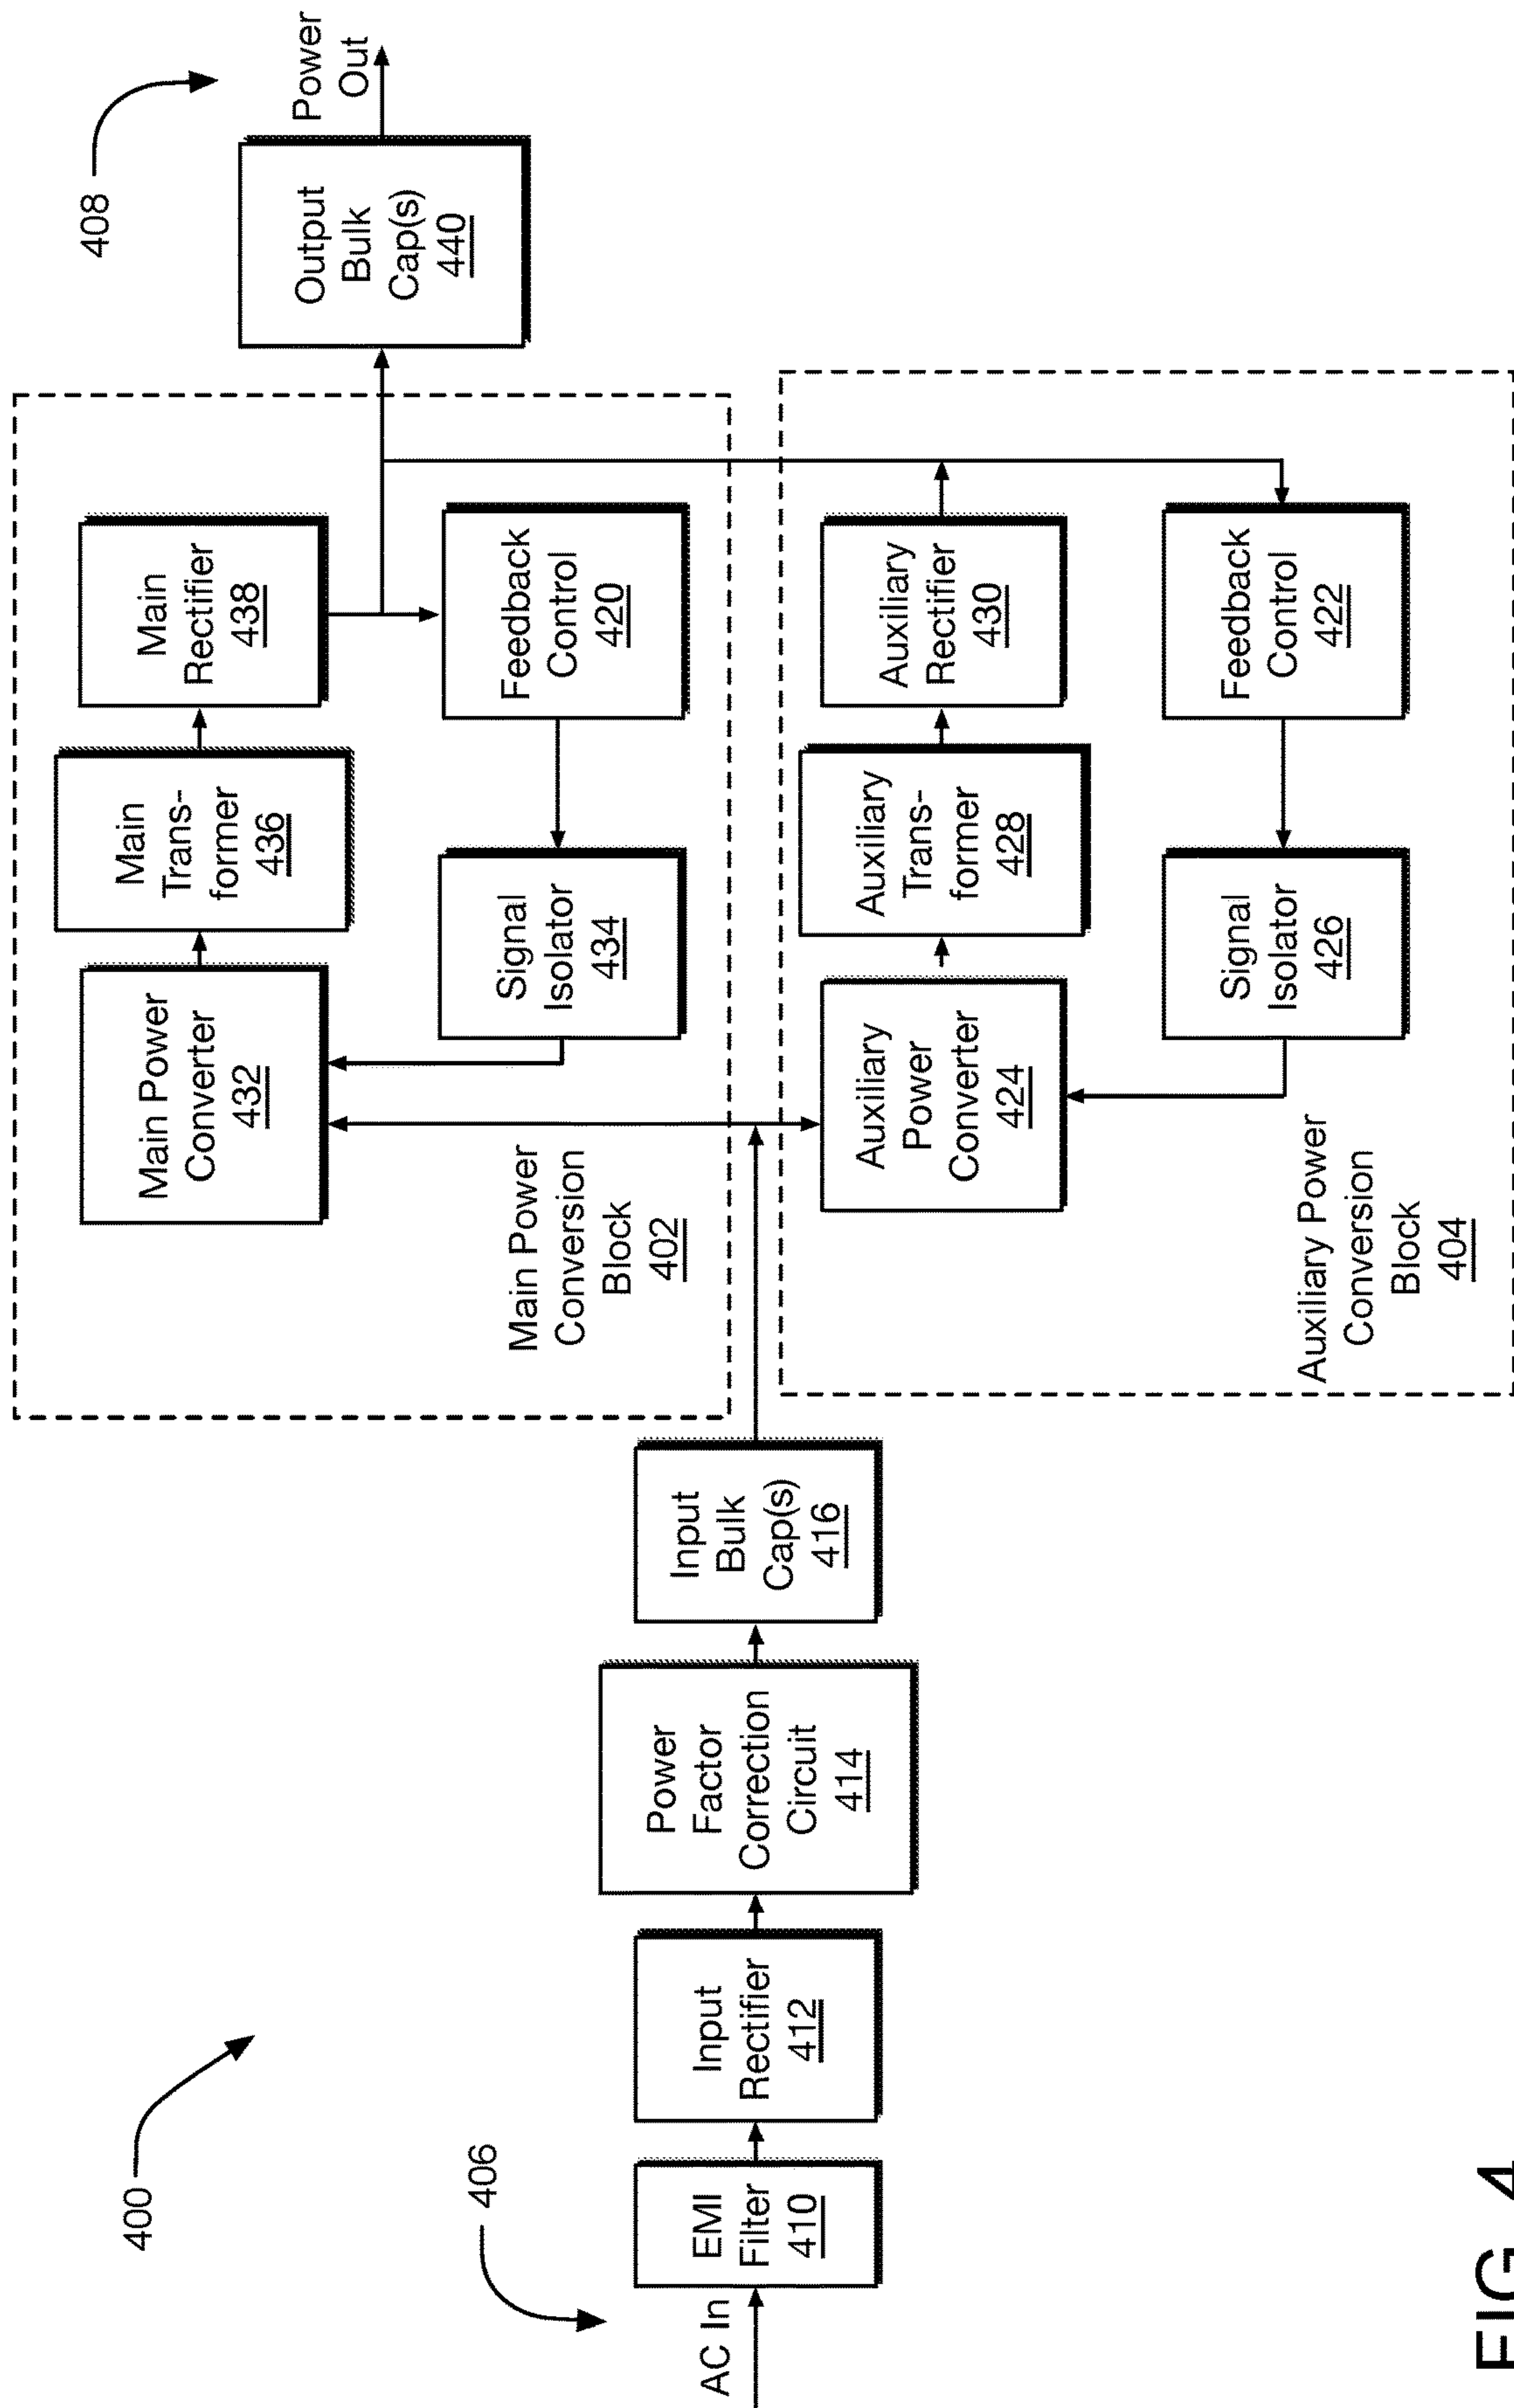 400
406
408
AC In
EMI
Filter
410
Input
Rectifier
412
Power
Factor
Correction
Circuit
414
Input
Bulk
Cap(s)
416
Main Power
Conversion
Block
402
Main Power
Converter
432
Main
Trans-
former
436
Main
Rectifier
438
Signal
Isolator
434
Feedback
Control
420
Output
Bulk
Cap(s)
440
Power
Out
Auxiliary
Power
Converter
424
Auxiliary
Trans-
former
428
Auxiliary
Rectifier
430
Signal
Isolator
426
Feedback
Control
422
Auxiliary Power
Conversion
Block
404
FIG. 4